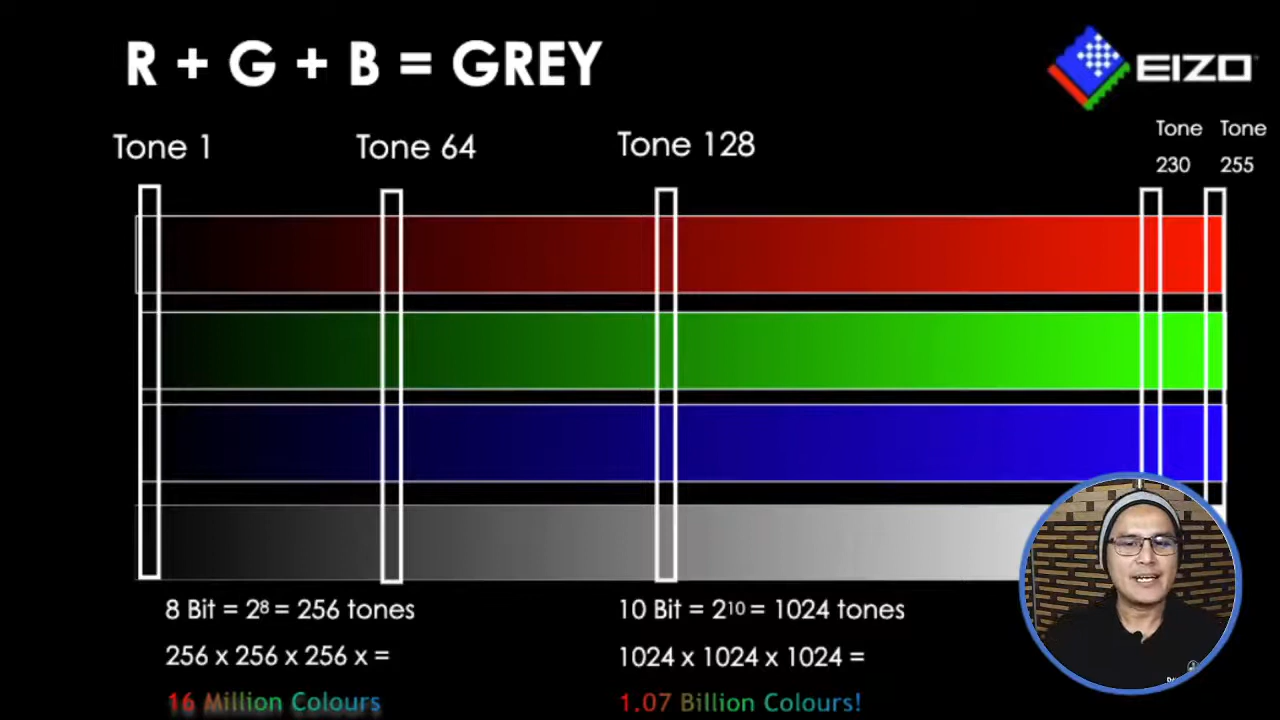 R + G + B = GREY
EIZO
Tone 1
Tone 64
Tone 128
Tone
230
Tone
255
8 Bit = 2⁸ = 256 tones
256 x 256 x 256 x =
16 Million Colours
10 Bit = 2¹⁰ = 1024 tones
1024 x 1024 x 1024 =
1.07 Billion Colours!